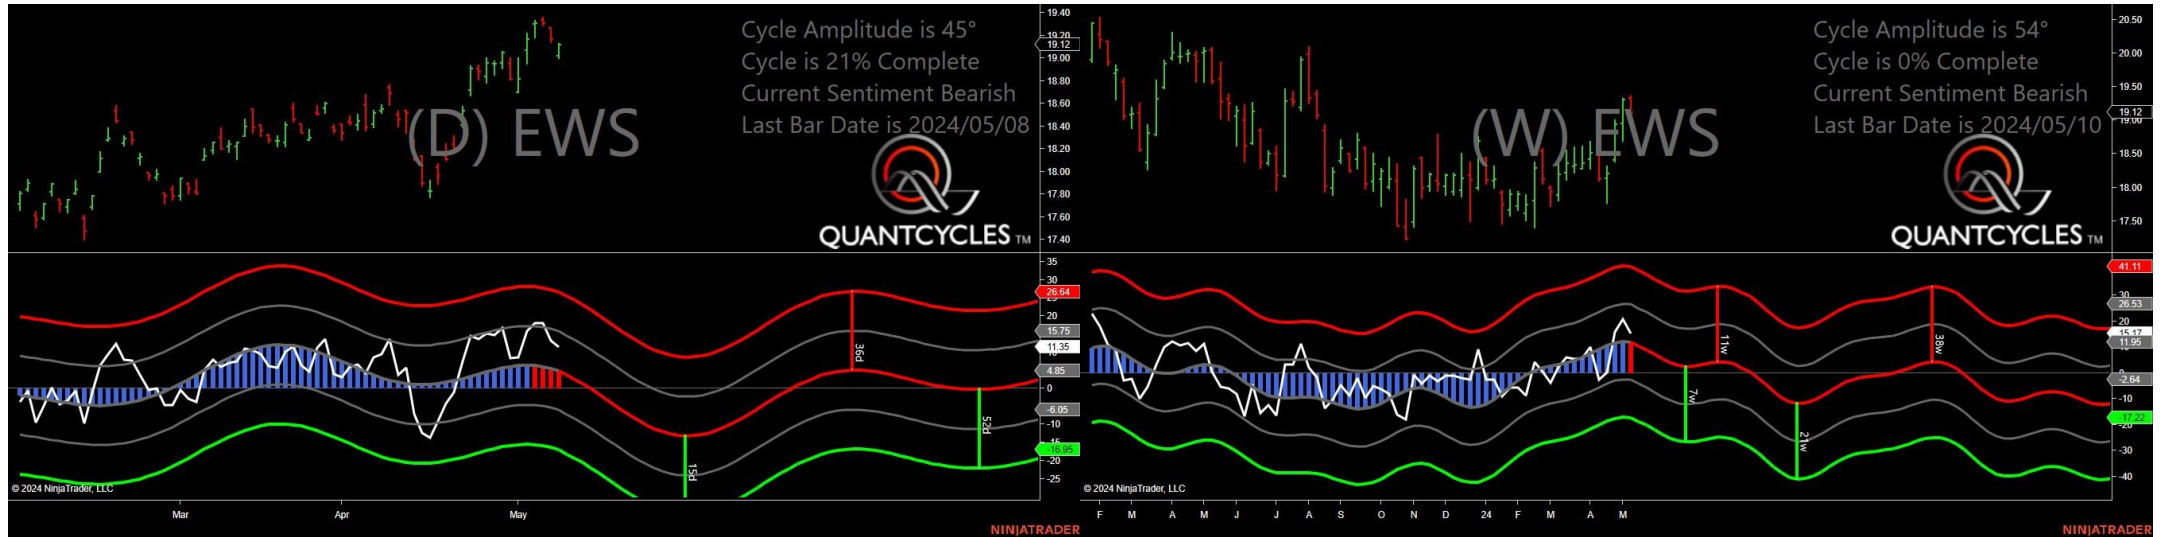 Cycle Amplitude is 45°
Cycle is 21% Complete
Current Sentiment Bearish
Last Bar Date is 2024/05/08
(D) EWS
QUANTCYCLES TM
19.40
19.20
19.12
19.00
18.80
18.60
18.40
18.20
18.00
17.80
17.60
17.40
35
30
26.64
20
15.75
11.35
4.85
0
-6.05
-10
-15
-16.95
-20
-25
15d
36d
52d
© 2024 NinjaTrader, LLC
Mar Apr May
NINJATRADER
Cycle Amplitude is 54°
Cycle is 0% Complete
Current Sentiment Bearish
Last Bar Date is 2024/05/10
(W) EWS
QUANTCYCLES TM
20.50
20.00
19.50
19.12
19.00
18.50
18.00
17.50
41.11
30
26.53
20
15.17
11.95
0
-2.64
-10
-17.22
-20
-30
-40
7w
11w
21w
38w
© 2024 NinjaTrader, LLC
F M A M J J A S O N D 24 F M A M
NINJATRADER